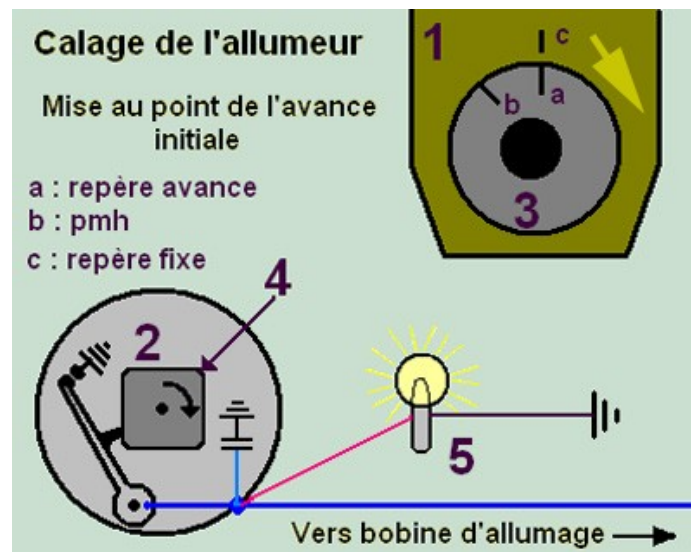 Calage de l'allumeur
Mise au point de l'avance
initiale
a : repère avance
b : pmh
c : repère fixe
1
c
b
a
3
4
2
5
Vers bobine d'allumage